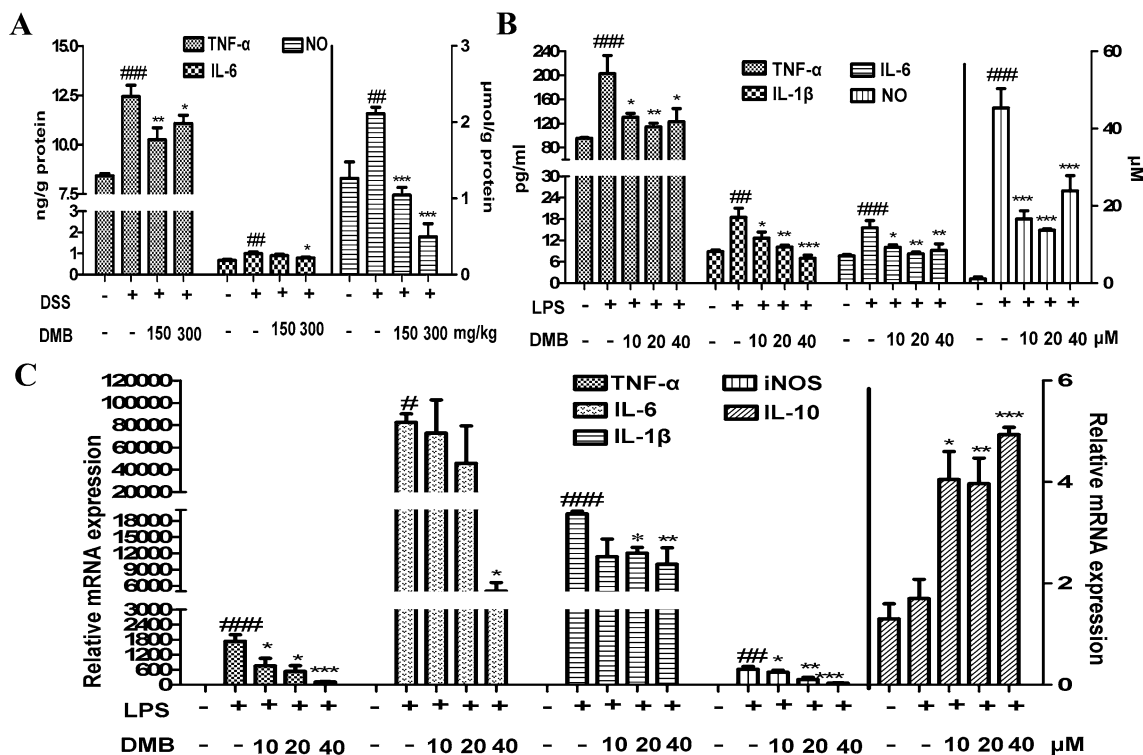 A
TNF-α NO
IL-6
ng/g protein
15.0
12.5
10.0
7.5
3
2
1
0
### ** *
## *
## *** ***
3
2
1
0
μmol/g protein
DSS - + + + - + + + - + + +
DMB - - 150 300 - - 150 300 - - 150 300 mg/kg
B
TNF-α IL-6
IL-1β NO
pg/ml
240
200
160
120
80
30
24
18
12
6
0
### * ** *
## * ** ***
### * ** **
### *** *** ***
60
40
20
0
μM
LPS - + + + + - + + + + - + + + + - + + + +
DMB - - 10 20 40 - - 10 20 40 - - 10 20 40 - - 10 20 40 μM
C
TNF-α iNOS
IL-6 IL-10
IL-1β
Relative mRNA expression
120000
100000
80000
60000
40000
20000
18000
15000
12000
9000
6000
3000
1800
1200
600
0
#### * * ***
# *
#### * **
### * ** ***
* ** ***
6
4
2
0
Relative mRNA expression
LPS - + + + + - + + + + - + + + + - + + + + - + + + +
DMB - - 10 20 40 - - 10 20 40 - - 10 20 40 - - 10 20 40 - - 10 20 40 μM